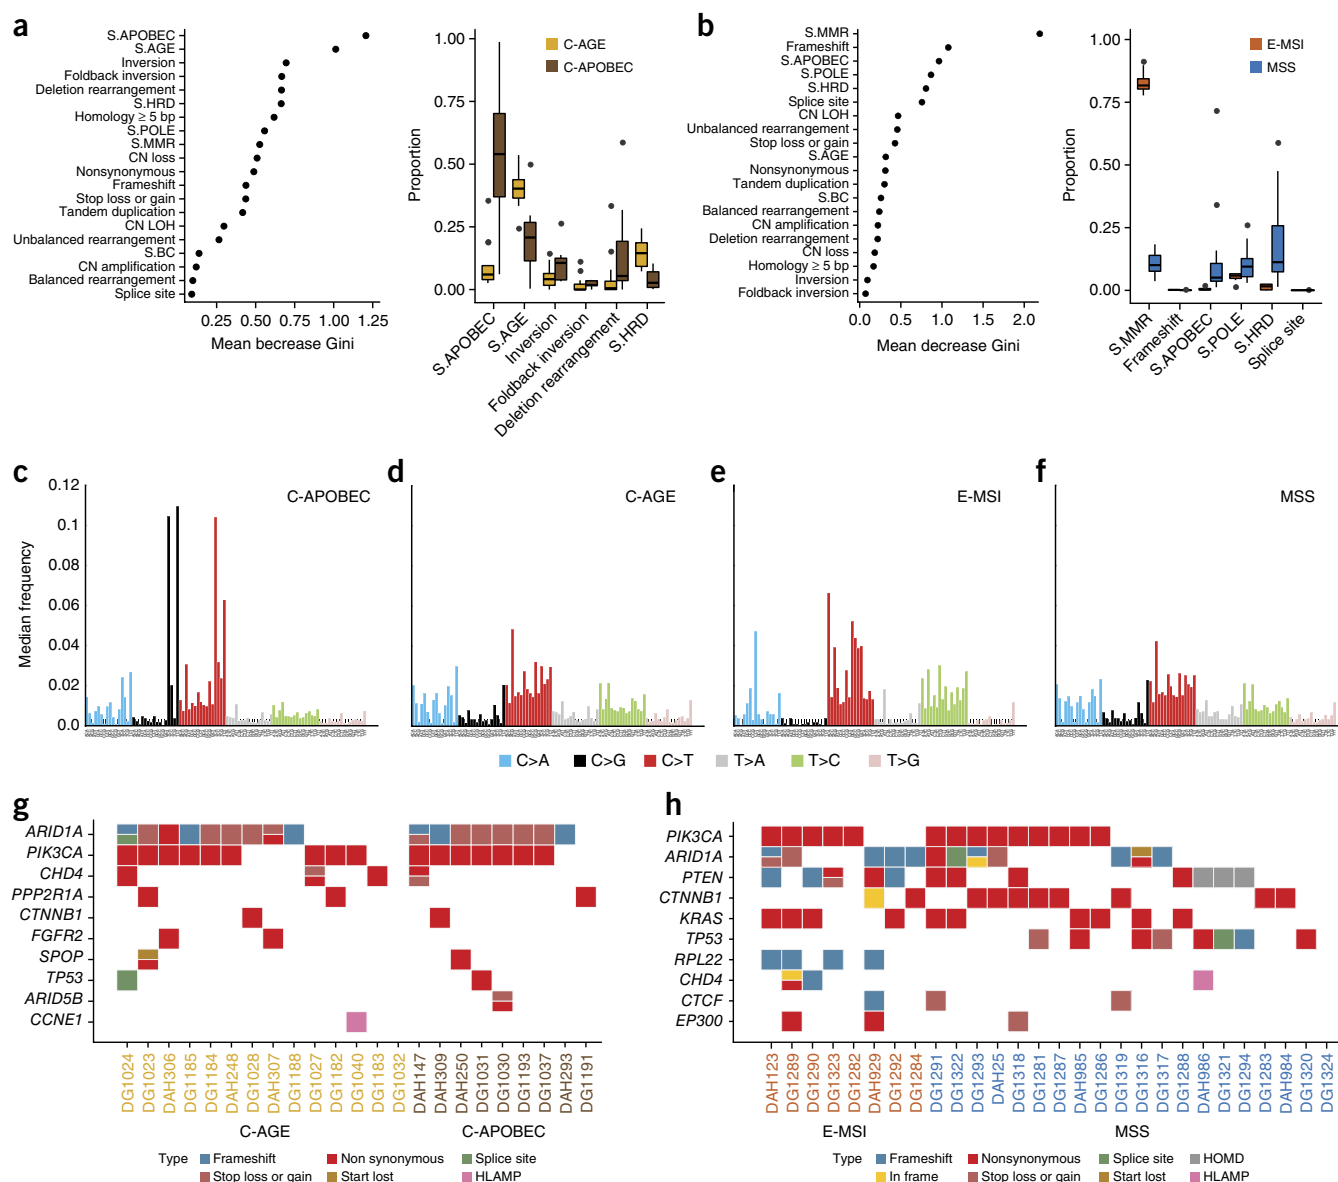 a
S.APOBEC
S.AGE
Inversion
Foldback inversion
Deletion rearrangement
S.HRD
Homology ≥ 5 bp
S.POLE
S.MMR
CN loss
Nonsynonymous
Frameshift
Stop loss or gain
Tandem duplication
CN LOH
Unbalanced rearrangement
S.BC
CN amplification
Balanced rearrangement
Splice site
0.25 0.50 0.75 1.00 1.25
Mean becrease Gini
Proportion
1.00
0.75
0.50
0.25
0.00
C-AGE
C-APOBEC
S.APOBEC
S.AGE
Inversion
Foldback inversion
Deletion rearrangement
S.HRD
b
S.MMR
Frameshift
S.APOBEC
S.POLE
S.HRD
Splice site
CN LOH
Unbalanced rearrangement
Stop loss or gain
S.AGE
Nonsynonymous
Tandem duplication
S.BC
Balanced rearrangement
CN amplification
Deletion rearrangement
CN loss
Homology ≥ 5 bp
Inversion
Foldback inversion
0.0 0.5 1.0 1.5 2.0
Mean decrease Gini
Proportion
1.00
0.75
0.50
0.25
0.00
E-MSI
MSS
S.MMR
Frameshift
S.APOBEC
S.POLE
S.HRD
Splice site
c
C-APOBEC
Median frequency
0.12
0.1
0.08
0.06
0.04
0.02
0.0
d
C-AGE
e
E-MSI
f
MSS
C>A C>G C>T T>A T>C T>G
g
ARID1A
PIK3CA
CHD4
PPP2R1A
CTNNB1
FGFR2
SPOP
TP53
ARID5B
CCNE1
DG1024
DG1023
DAH306
DG1185
DG1184
DAH248
DG1028
DAH307
DG1188
DG1027
DG1182
DG1040
DG1183
DG1032
DAH147
DAH309
DAH250
DG1031
DG1030
DG1193
DG1037
DAH293
DG1191
C-AGE
C-APOBEC
Type Frameshift Non synonymous Splice site
Stop loss or gain Start lost HLAMP
h
PIK3CA
ARID1A
PTEN
CTNNB1
KRAS
TP53
RPL22
CHD4
CTCF
EP300
DAH123
DG1289
DG1290
DG1323
DG1282
DAH929
DG1292
DG1284
DG1291
DG1322
DG1293
DAH25
DG1318
DG1281
DG1287
DAH985
DG1286
DG1319
DG1316
DG1317
DG1288
DAH986
DG1321
DG1294
DG1283
DAH984
DG1320
DG1324
E-MSI
MSS
Type Frameshift Nonsynonymous Splice site HOMD
In frame Stop loss or gain Start lost HLAMP